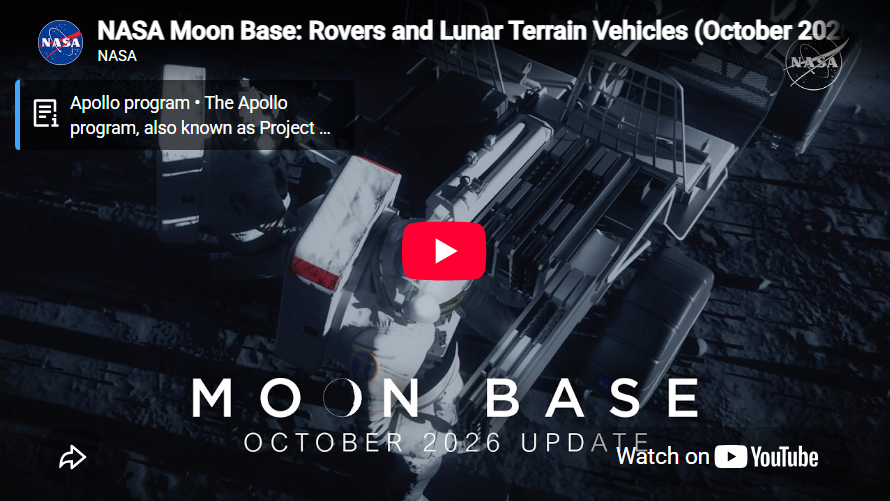 NASA Moon Base: Rovers and Lunar Terrain Vehicles (October 202
NASA
NASA
NASA
Apollo program • The Apollo
program, also known as Project ...
MOON BASE
OCTOBER 2026 UPDATE
Watch on YouTube